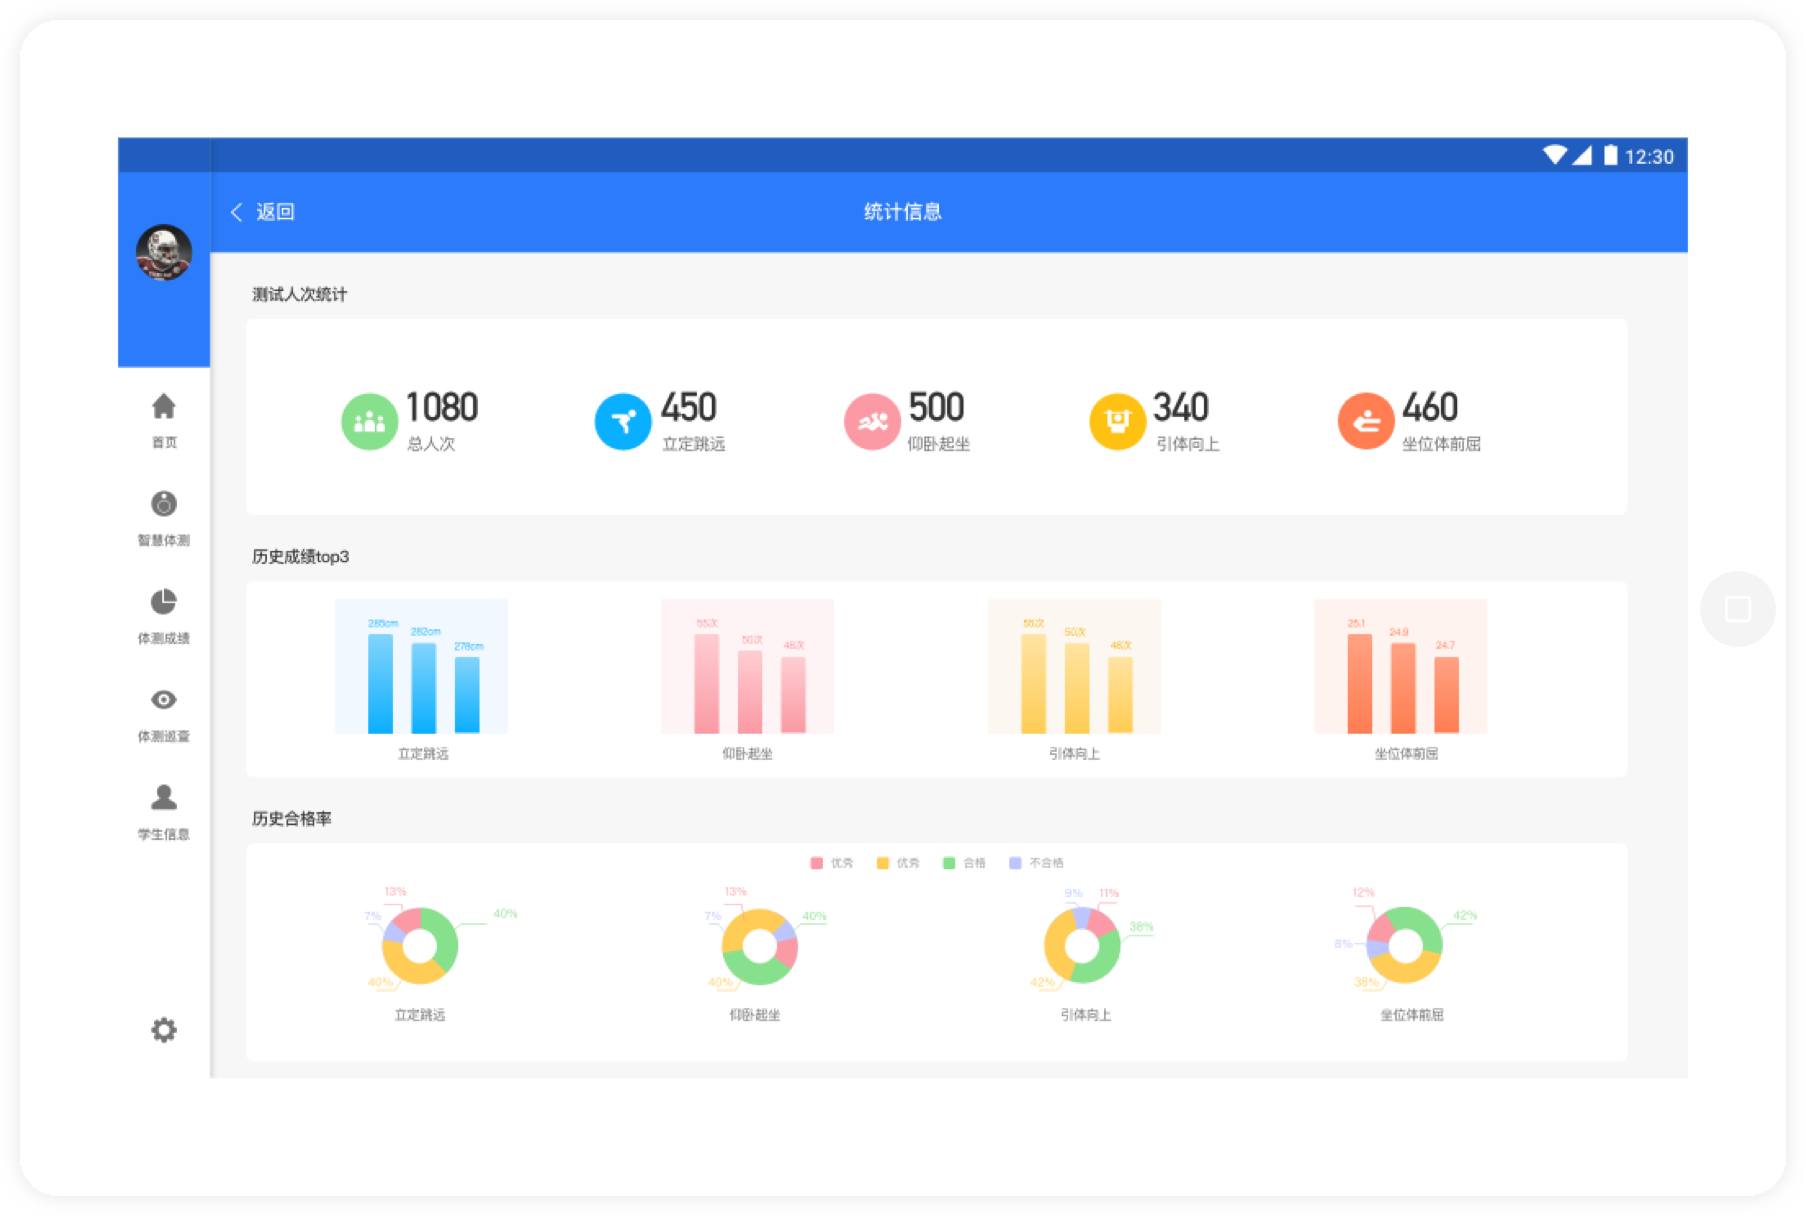 12:30
返回
统计信息
测试人次统计
1080
总人次
450
立定跳远
500
仰卧起坐
340
引体向上
460
坐位体前屈
首页
智慧体测
体测成绩
体测巡查
学生信息
历史成绩top3
285cm
282cm
278cm
立定跳远
55次
50次
48次
仰卧起坐
55次
50次
48次
引体向上
25.1
24.9
24.7
坐位体前屈
历史合格率
优秀 优秀 合格 不合格
13%
7%
40%
40%
立定跳远
13%
7%
40%
40%
仰卧起坐
9%
11%
38%
42%
引体向上
12%
42%
8%
38%
坐位体前屈